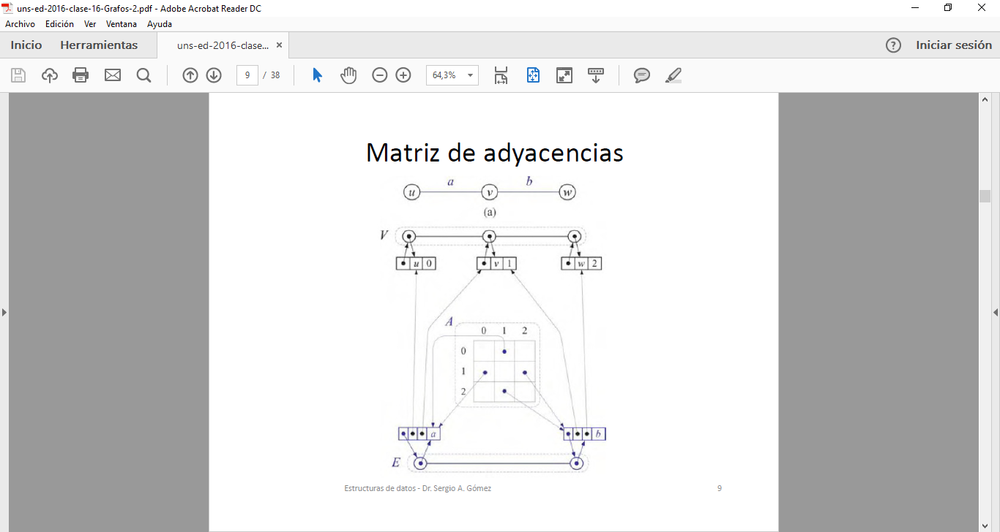 uns-ed-2016-clase-16-Grafos-2.pdf - Adobe Acrobat Reader DC
Archivo Edición Ver Ventana Ayuda
Inicio Herramientas uns-ed-2016-clase... × ? Iniciar sesión
9 / 38 64,3%
Matriz de adyacencias
a b
u v w
(a)
V
u 0 v 1 w 2
A
0 1 2
0
1
2
a b
E
Estructuras de datos - Dr. Sergio A. Gómez 9